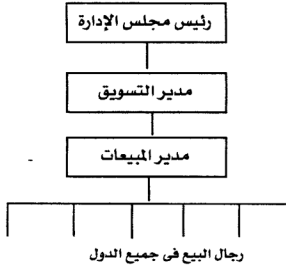 رئيس مجلس الإدارة
مدير التسويق
مدير المبيعات
رجال البيع فى جميع الدول